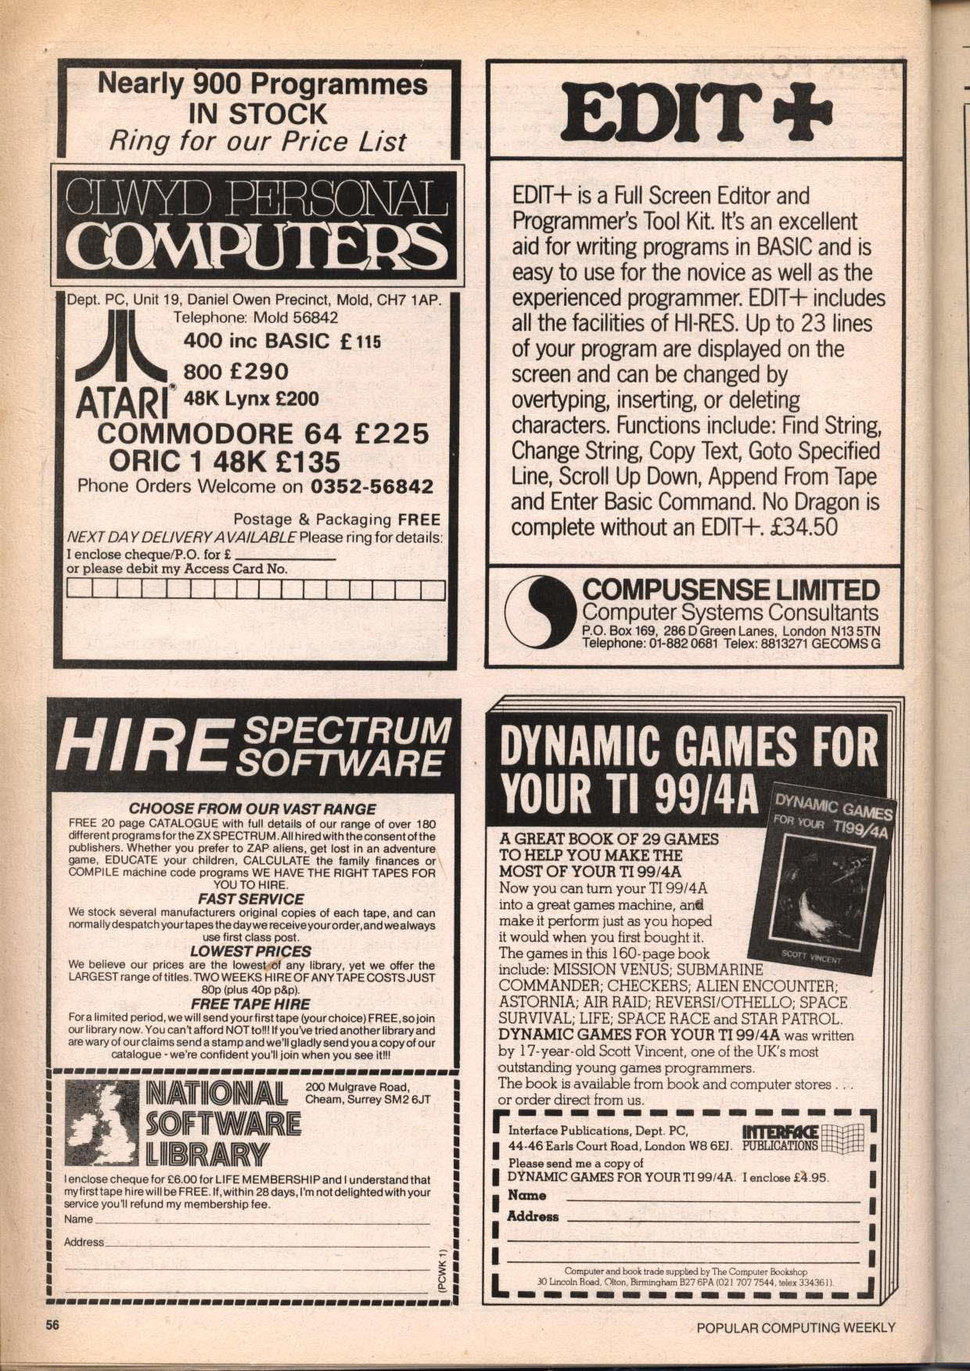 Nearly 900 Programmes
IN STOCK
Ring for our Price List
CLWYD PERSONAL
COMPUTERS
Dept. PC, Unit 19, Daniel Owen Precinct, Mold, CH7 1AP.
Telephone: Mold 56842
400 inc BASIC £115
800 £290
ATARI® 48K Lynx £200
COMMODORE 64 £225
ORIC 1 48K £135
Phone Orders Welcome on 0352-56842
Postage & Packaging FREE
NEXT DAY DELIVERY AVAILABLE Please ring for details:
I enclose cheque/P.O. for £
or please debit my Access Card No.
EDIT+
EDIT+ is a Full Screen Editor and
Programmer's Tool Kit. It's an excellent
aid for writing programs in BASIC and is
easy to use for the novice as well as the
experienced programmer. EDIT+ includes
all the facilities of HI-RES. Up to 23 lines
of your program are displayed on the
screen and can be changed by
overtyping, inserting, or deleting
characters. Functions include: Find String,
Change String, Copy Text, Goto Specified
Line, Scroll Up Down, Append From Tape
and Enter Basic Command. No Dragon is
complete without an EDIT+. £34.50
COMPUSENSE LIMITED
Computer Systems Consultants
P.O. Box 169, 286 D Green Lanes, London N13 5TN
Telephone: 01-882 0681 Telex: 8813271 GECOMS G
HIRE SPECTRUM
SOFTWARE
CHOOSE FROM OUR VAST RANGE
FREE 20 page CATALOGUE with full details of our range of over 180
different programs for the ZX SPECTRUM. All hired with the consent of the
publishers. Whether you prefer to ZAP aliens, get lost in an adventure
game, EDUCATE your children, CALCULATE the family finances or
COMPILE machine code programs WE HAVE THE RIGHT TAPES FOR
YOU TO HIRE.
FAST SERVICE
We stock several manufacturers original copies of each tape, and can
normally despatch your tapes the day we receive your order, and we always
use first class post.
LOWEST PRICES
We believe our prices are the lowest of any library, yet we offer the
LARGEST range of titles. TWO WEEKS HIRE OF ANY TAPE COSTS JUST
80p (plus 40p p&p).
FREE TAPE HIRE
For a limited period, we will send your first tape (your choice) FREE, so join
our library now. You can't afford NOT to!!! If you've tried another library and
are wary of our claims send a stamp and we'll gladly send you a copy of our
catalogue - we're confident you'll join when you see it!!!
NATIONAL
SOFTWARE
LIBRARY
200 Mulgrave Road,
Cheam, Surrey SM2 6JT
I enclose cheque for £6.00 for LIFE MEMBERSHIP and I understand that
my first tape hire will be FREE. If, within 28 days, I'm not delighted with your
service you'll refund my membership fee.
Name
Address
(PCWK 1)
DYNAMIC GAMES FOR
YOUR TI 99/4A
DYNAMIC GAMES
FOR YOUR TI99/4A
SCOTT VINCENT
A GREAT BOOK OF 29 GAMES
TO HELP YOU MAKE THE
MOST OF YOUR TI 99/4A
Now you can turn your TI 99/4A
into a great games machine, and
make it perform just as you hoped
it would when you first bought it.
The games in this 160-page book
include: MISSION VENUS; SUBMARINE
COMMANDER; CHECKERS; ALIEN ENCOUNTER;
ASTORNIA; AIR RAID; REVERSI/OTHELLO; SPACE
SURVIVAL; LIFE; SPACE RACE and STAR PATROL.
DYNAMIC GAMES FOR YOUR TI 99/4A was written
by 17-year-old Scott Vincent, one of the UK's most
outstanding young games programmers.
The book is available from book and computer stores . . .
or order direct from us.
Interface Publications, Dept. PC,
44-46 Earls Court Road, London W8 6EJ.
INTERFACE
PUBLICATIONS
Please send me a copy of
DYNAMIC GAMES FOR YOUR TI 99/4A. I enclose £4.95.
Name
Address
Computer and book trade supplied by The Computer Bookshop
30 Lincoln Road, Olton, Birmingham B27 6PA (021 707 7544, telex 334361).
56
POPULAR COMPUTING WEEKLY